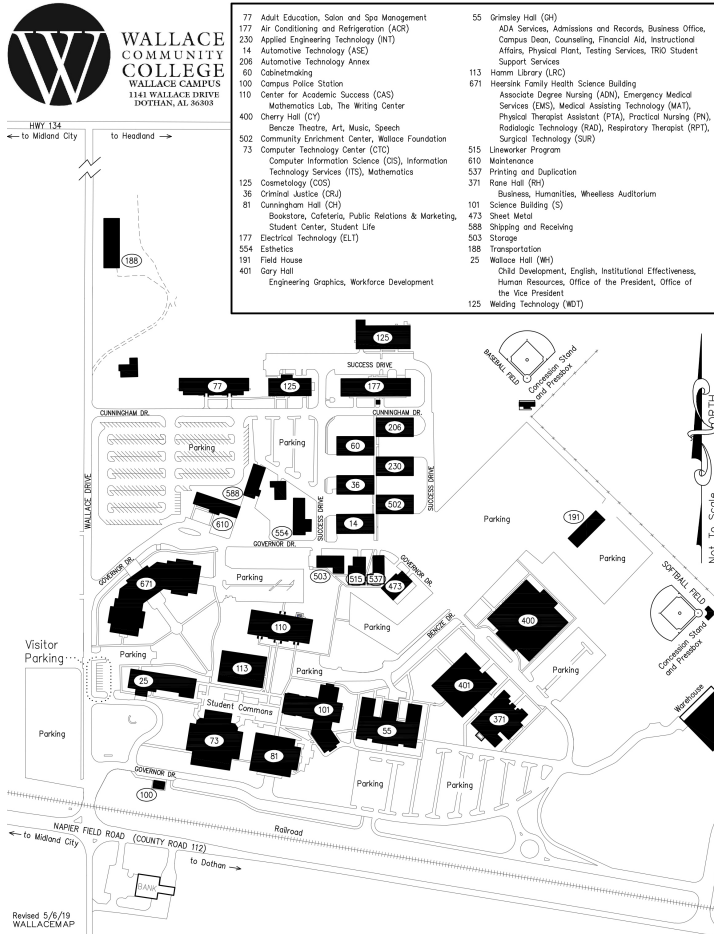 W
WALLACE
COMMUNITY
COLLEGE
WALLACE CAMPUS
1141 WALLACE DRIVE
DOTHAN, AL 36303
77 Adult Education, Salon and Spa Management
177 Air Conditioning and Refrigeration (ACR)
230 Applied Engineering Technology (INT)
14 Automotive Technology (ASE)
206 Automotive Technology Annex
60 Cabinetmaking
100 Campus Police Station
110 Center for Academic Success (CAS)
Mathematics Lab, The Writing Center
400 Cherry Hall (CY)
Bencze Theatre, Art, Music, Speech
502 Community Enrichment Center, Wallace Foundation
73 Computer Technology Center (CTC)
Computer Information Science (CIS), Information
Technology Services (ITS), Mathematics
125 Cosmetology (COS)
36 Criminal Justice (CRJ)
81 Cunningham Hall (CH)
Bookstore, Cafeteria, Public Relations & Marketing,
Student Center, Student Life
177 Electrical Technology (ELT)
554 Esthetics
191 Field House
401 Gary Hall
Engineering Graphics, Workforce Development
55 Grimsley Hall (GH)
ADA Services, Admissions and Records, Business Office,
Campus Dean, Counseling, Financial Aid, Instructional
Affairs, Physical Plant, Testing Services, TRiO Student
Support Services
113 Hamm Library (LRC)
671 Heersink Family Health Science Building
Associate Degree Nursing (ADN), Emergency Medical
Services (EMS), Medical Assisting Technology (MAT),
Physical Therapist Assistant (PTA), Practical Nursing (PN),
Radiologic Technology (RAD), Respiratory Therapist (RPT),
Surgical Technology (SUR)
515 Lineworker Program
610 Maintenance
537 Printing and Duplication
371 Rane Hall (RH)
Business, Humanities, Wheelless Auditorium
101 Science Building (S)
473 Sheet Metal
588 Shipping and Receiving
503 Storage
188 Transportation
25 Wallace Hall (WH)
Child Development, English, Institutional Effectiveness,
Human Resources, Office of the President, Office of
the Vice President
125 Welding Technology (WDT)
HWY 134
← to Midland City
to Headland →
188
125
SUCCESS DRIVE
77
125
177
BASEBALL FIELD
Concession Stand
and Pressbox
NORTH
Not To Scale
CUNNINGHAM DR.
CUNNINGHAM DR.
206
Parking
Parking
60
230
588
36
WALLACE DRIVE
SUCCESS DRIVE
SUCCESS DRIVE
502
610
554
14
Parking
191
Parking
GOVERNOR DR.
GOVERNOR DR.
GOVERNOR DR.
503
515
537
473
671
Parking
SOFTBALL FIELD
Concession Stand
and Pressbox
110
Parking
BENCZE DR.
400
Visitor
Parking
Parking
113
Parking
Parking
25
401
Warehouse
Student Commons
101
371
Parking
73
55
81
GOVERNOR DR.
Parking
Parking
100
Railroad
NAPIER FIELD ROAD (COUNTY ROAD 112)
← to Midland City
to Dothan →
BANK
Revised 5/6/19
WALLACEMAP